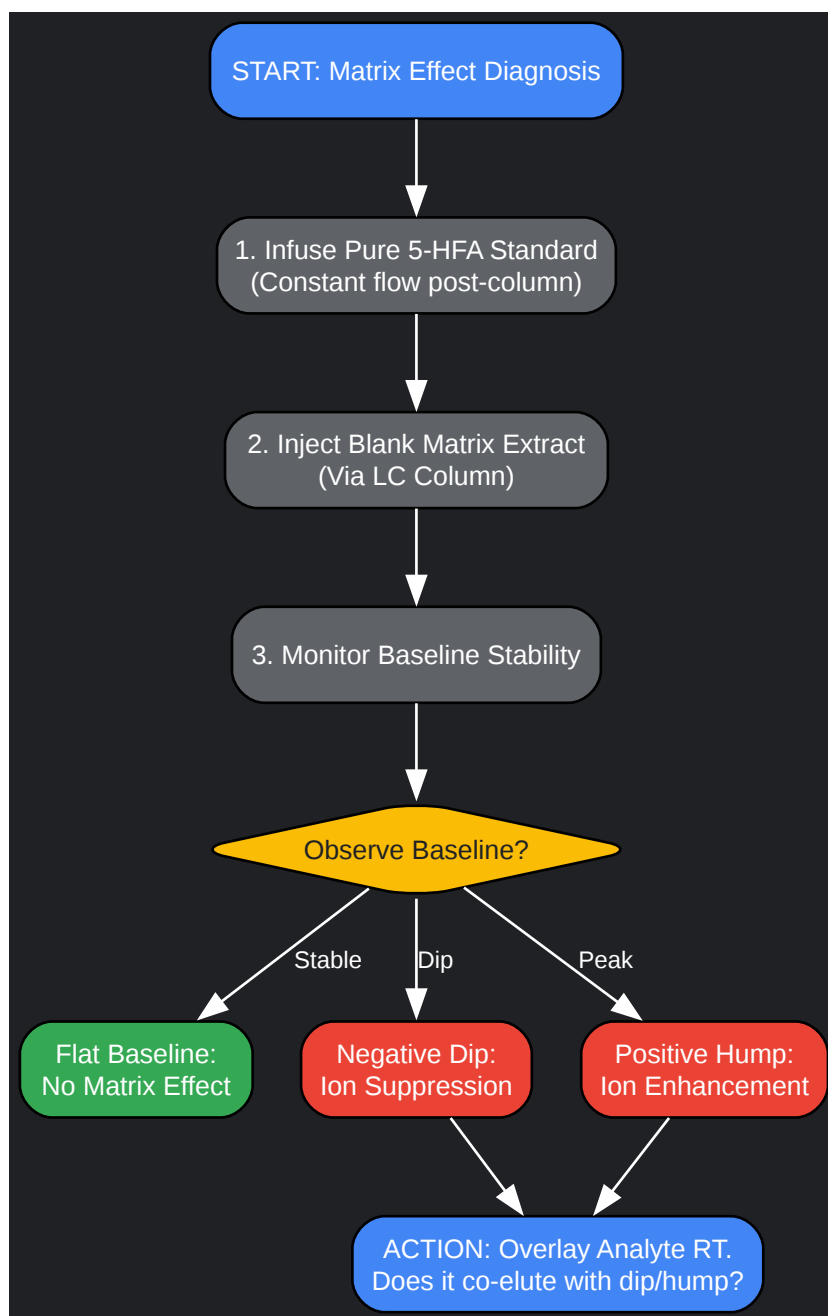 START: Matrix Effect Diagnosis
1. Infuse Pure 5-HFA Standard
(Constant flow post-column)
2. Inject Blank Matrix Extract
(Via LC Column)
3. Monitor Baseline Stability
Observe Baseline?
Stable
Dip
Peak
Flat Baseline:
No Matrix Effect
Negative Dip:
Ion Suppression
Positive Hump:
Ion Enhancement
ACTION: Overlay Analyte RT.
Does it co-elute with dip/hump?